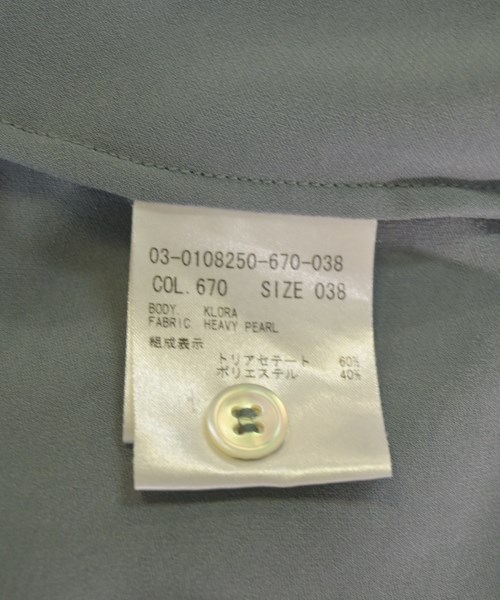 03-0108250-670-038
COL.670 SIZE 038
BODY. KLORA
FABRIC. HEAVY PEARL
組成表示
トリアセテート 60%
ポリエステル 40%